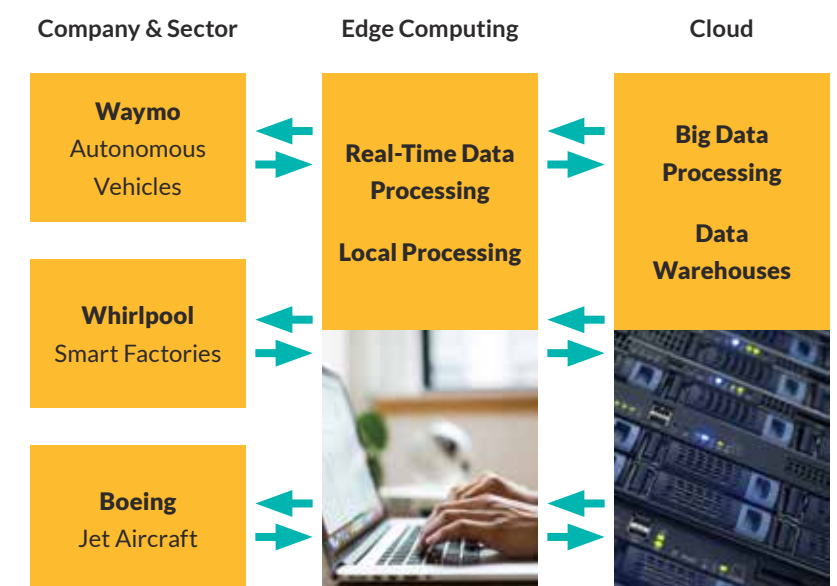 Company & Sector
Edge Computing
Cloud
Waymo
Autonomous
Vehicles
Whirlpool
Smart Factories
Boeing
Jet Aircraft
Real-Time Data
Processing
Local Processing
Big Data
Processing
Data
Warehouses